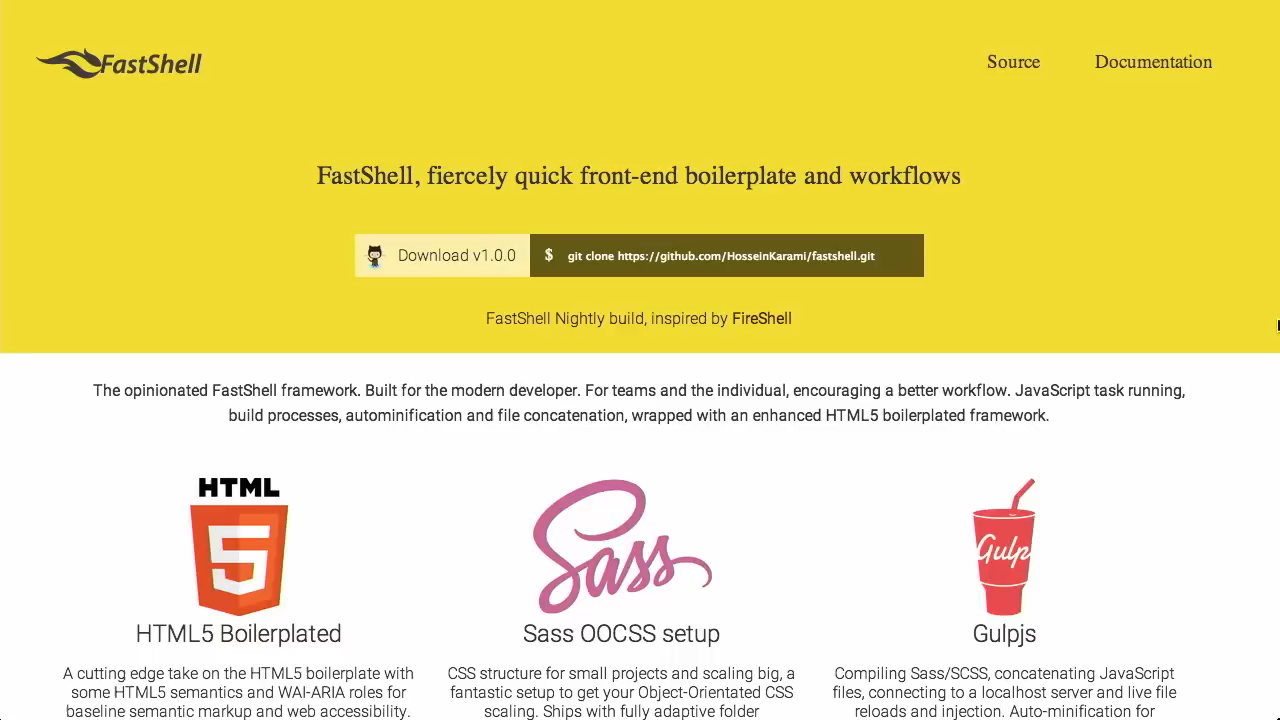 FastShell
Source
Documentation
FastShell, fiercely quick front-end boilerplate and workflows
Download v1.0.0
$ git clone https://github.com/HosseinKarami/fastshell.git
FastShell Nightly build, inspired by FireShell
The opinionated FastShell framework. Built for the modern developer. For teams and the individual, encouraging a better workflow. JavaScript task running,
build processes, autominification and file concatenation, wrapped with an enhanced HTML5 boilerplated framework.
HTML
5
HTML5 Boilerplated
A cutting edge take on the HTML5 boilerplate with
some HTML5 semantics and WAI-ARIA roles for
baseline semantic markup and web accessibility.
Sass
Sass OOCSS setup
CSS structure for small projects and scaling big, a
fantastic setup to get your Object-Orientated CSS
scaling. Ships with fully adaptive folder
Gulp
Gulpjs
Compiling Sass/SCSS, concatenating JavaScript
files, connecting to a localhost server and live file
reloads and injection. Auto-minification for